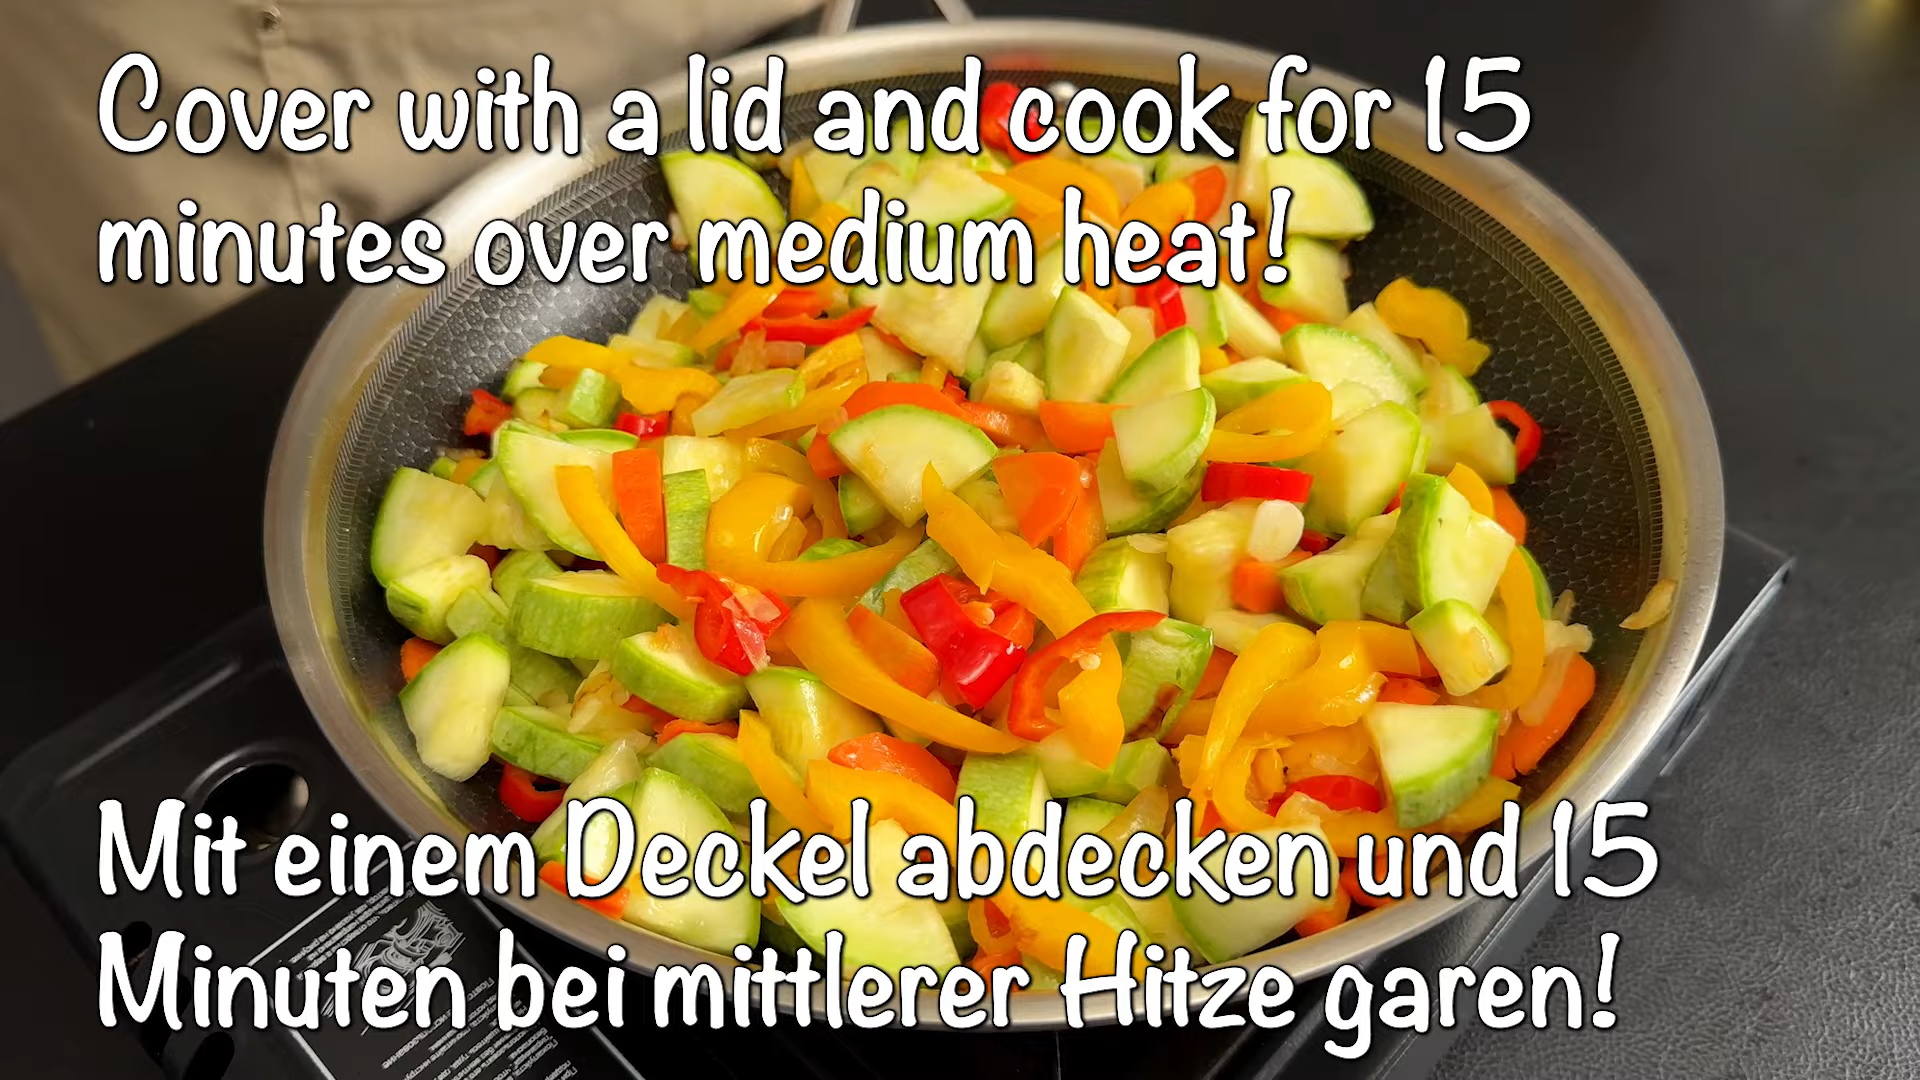 Cover with a lid and cook for 15
minutes over medium heat!
Mit einem Deckel abdecken und 15
Minuten bei mittlerer Hitze garen!